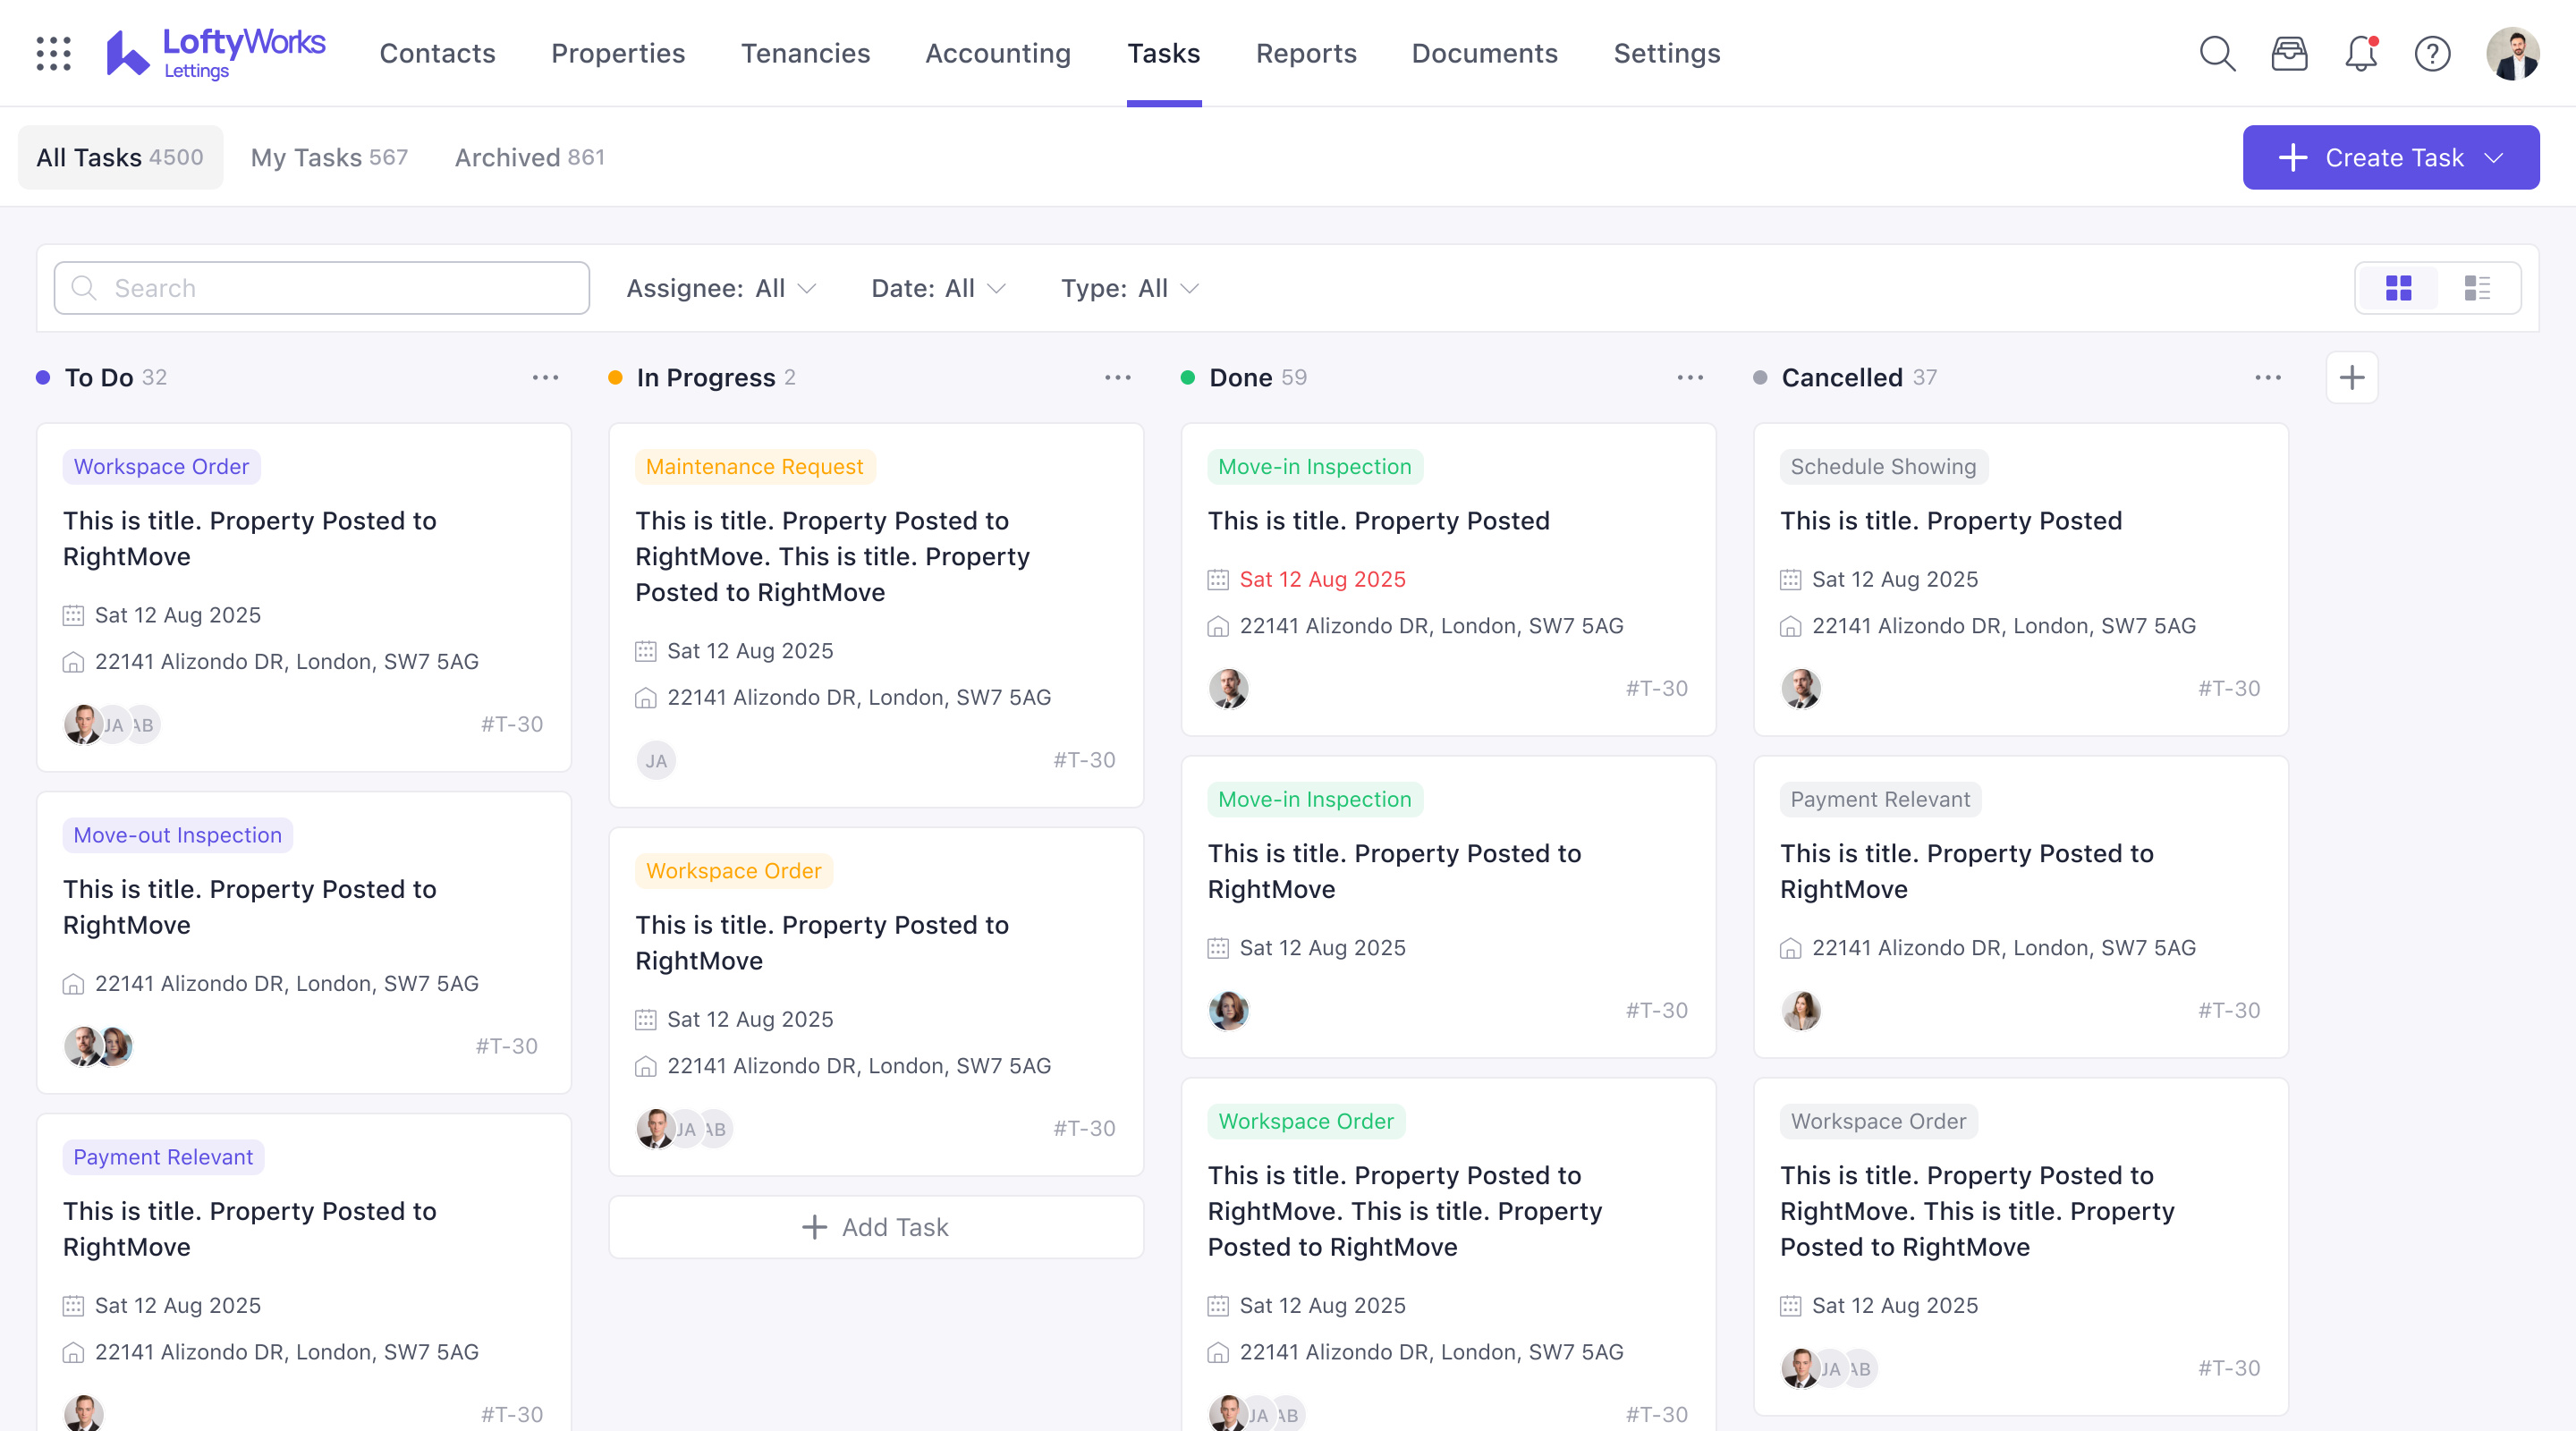 LoftyWorks
Lettings
Contacts
Properties
Tenancies
Accounting
Tasks
Reports
Documents
Settings
All Tasks 4500
My Tasks 567
Archived 861
Create Task
Search
Assignee: All
Date: All
Type: All
To Do 32
Workspace Order
This is title. Property Posted to
RightMove
Sat 12 Aug 2025
22141 Alizondo DR, London, SW7 5AG
JA
AB
#T-30
Move-out Inspection
This is title. Property Posted to
RightMove
22141 Alizondo DR, London, SW7 5AG
#T-30
Payment Relevant
This is title. Property Posted to
RightMove
Sat 12 Aug 2025
22141 Alizondo DR, London, SW7 5AG
#T-30
In Progress 2
Maintenance Request
This is title. Property Posted to
RightMove. This is title. Property
Posted to RightMove
Sat 12 Aug 2025
22141 Alizondo DR, London, SW7 5AG
JA
#T-30
Workspace Order
This is title. Property Posted to
RightMove
Sat 12 Aug 2025
22141 Alizondo DR, London, SW7 5AG
JA
AB
#T-30
Add Task
Done 59
Move-in Inspection
This is title. Property Posted
Sat 12 Aug 2025
22141 Alizondo DR, London, SW7 5AG
#T-30
Move-in Inspection
This is title. Property Posted to
RightMove
Sat 12 Aug 2025
#T-30
Workspace Order
This is title. Property Posted to
RightMove. This is title. Property
Posted to RightMove
Sat 12 Aug 2025
22141 Alizondo DR, London, SW7 5AG
JA
AB
#T-30
Cancelled 37
Schedule Showing
This is title. Property Posted
Sat 12 Aug 2025
22141 Alizondo DR, London, SW7 5AG
#T-30
Payment Relevant
This is title. Property Posted to
RightMove
22141 Alizondo DR, London, SW7 5AG
#T-30
Workspace Order
This is title. Property Posted to
RightMove. This is title. Property
Posted to RightMove
Sat 12 Aug 2025
JA
AB
#T-30